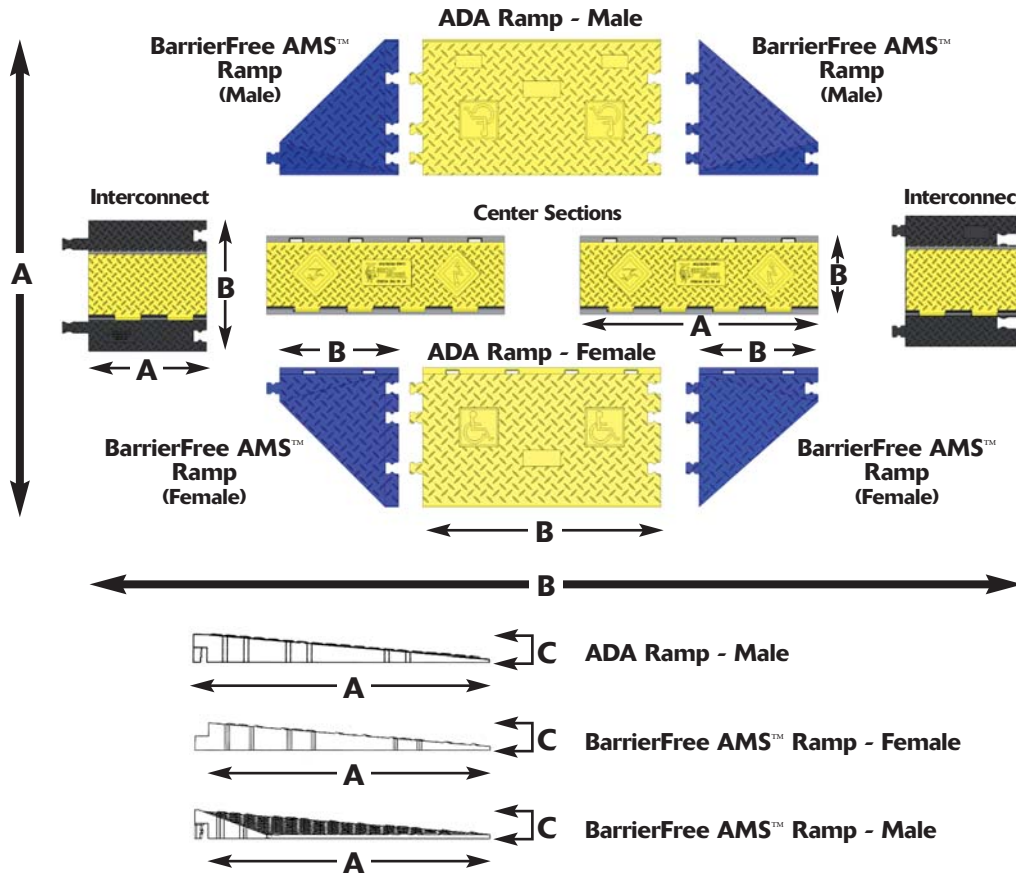 ADA Ramp - Male
BarrierFree AMS™
Ramp
(Male)
BarrierFree AMS™
Ramp
(Male)
Interconnect
Center Sections
Interconnec
A
B
B
A
A
B
B
ADA Ramp - Female
BarrierFree AMS™
Ramp
(Female)
BarrierFree AMS™
Ramp
(Female)
B
B
C
ADA Ramp - Male
A
C
BarrierFree AMS™ Ramp - Female
A
C
BarrierFree AMS™ Ramp - Male
A